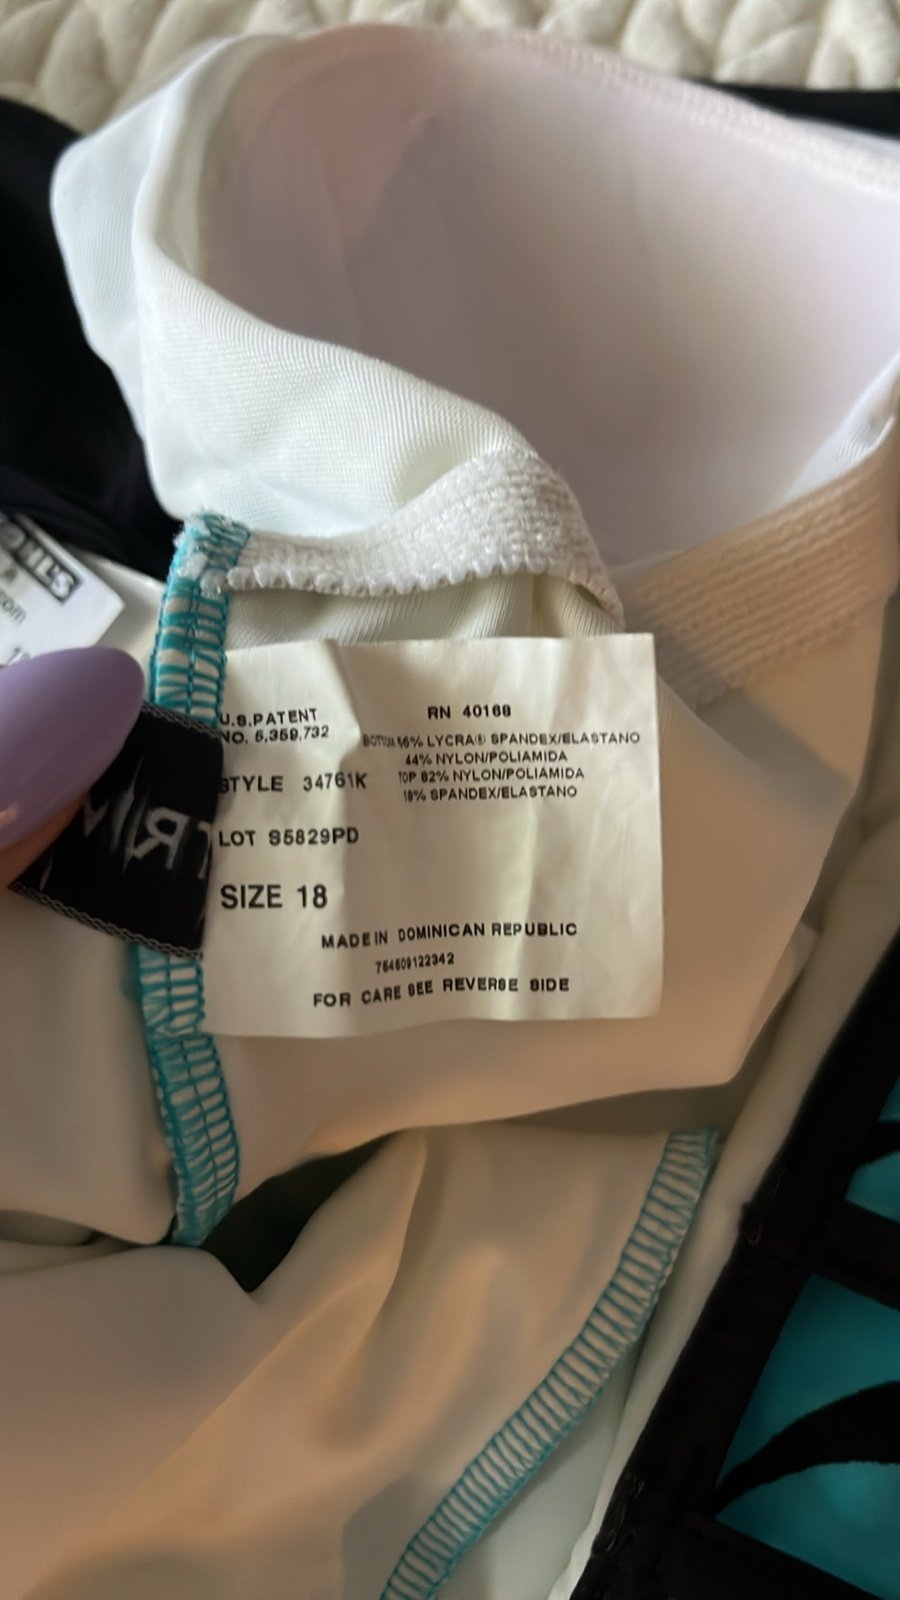 U.S.PATENT
NO. 5,359,732
RN 40168
BOTTOM 56% LYCRA® SPANDEX/ELASTANO
44% NYLON/POLIAMIDA
TOP 82% NYLON/POLIAMIDA
18% SPANDEX/ELASTANO
STYLE 34761K
LOT S5829PD
SIZE 18
MADE IN DOMINICAN REPUBLIC
754509122342
FOR CARE SEE REVERSE SIDE